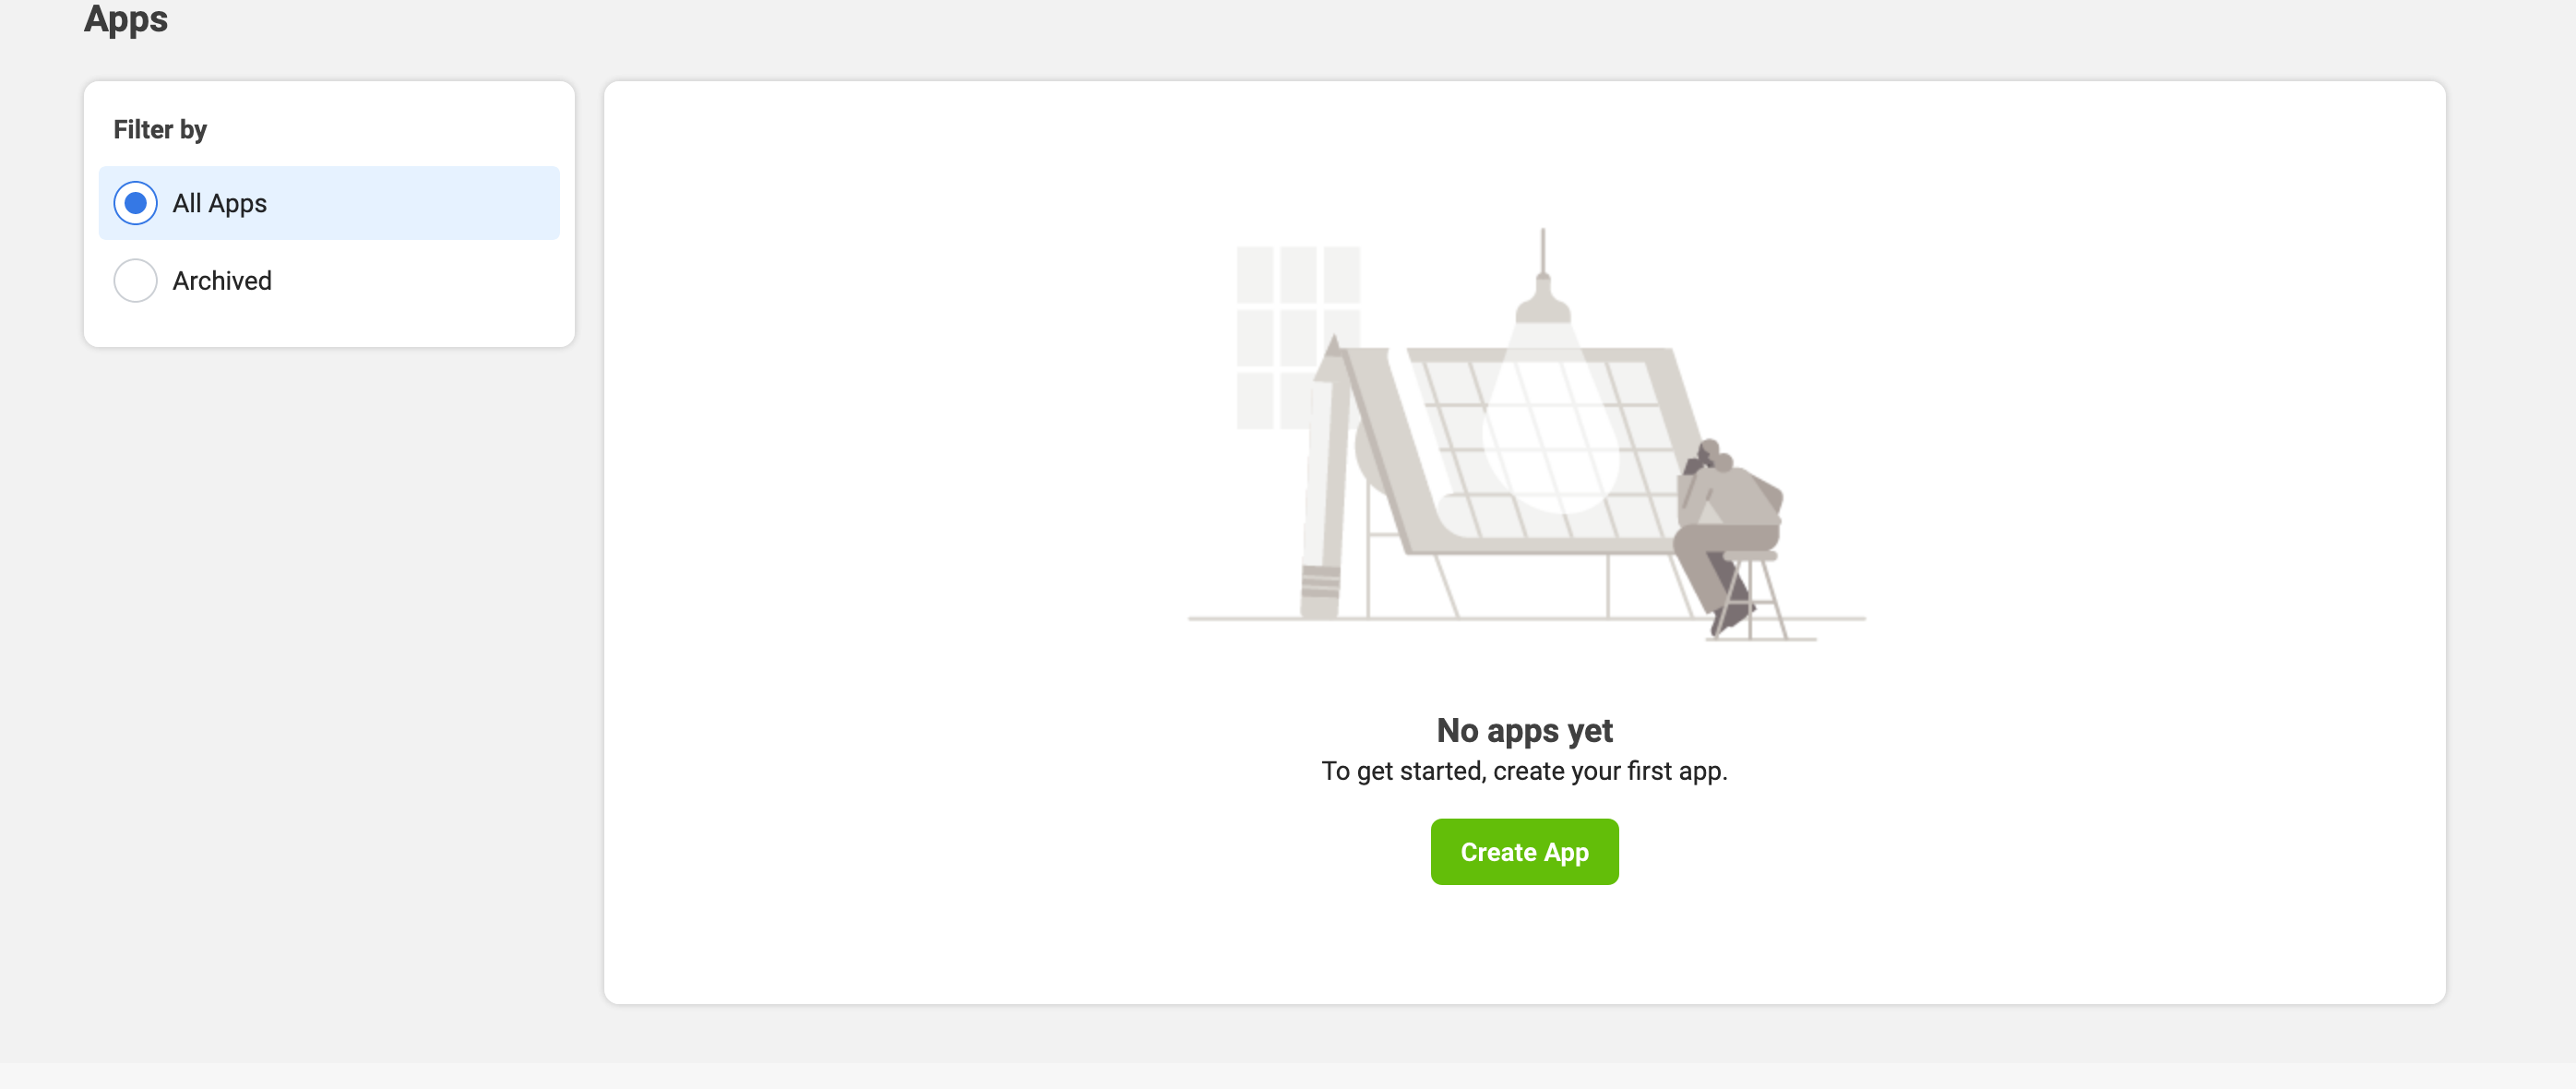 Apps
Filter by
All Apps
Archived
No apps yet
To get started, create your first app.
Create App